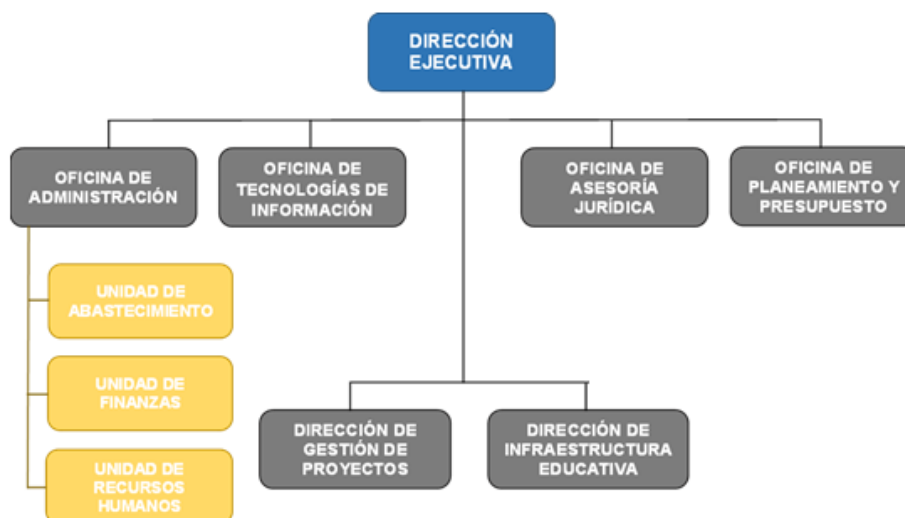 DIRECCIÓN
EJECUTIVA
OFICINA DE
ADMINISTRACIÓN
OFICINA DE
TECNOLOGÍAS DE
INFORMACIÓN
OFICINA DE
ASESORÍA
JURÍDICA
OFICINA DE
PLANEAMIENTO Y
PRESUPUESTO
UNIDAD DE
ABASTECIMIENTO
UNIDAD DE
FINANZAS
UNIDAD DE
RECURSOS
HUMANOS
DIRECCIÓN DE
GESTIÓN DE
PROYECTOS
DIRECCIÓN DE
INFRAESTRUCTURA
EDUCATIVA